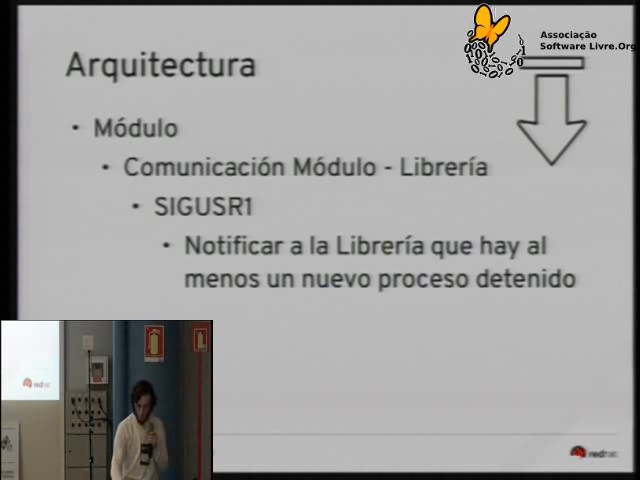 Associação
Software Livre.Org
Arquitectura
• Módulo
• Comunicación Módulo - Librería
• SIGUSR1
• Notificar a la Librería que hay al
menos un nuevo proceso detenido
redhat
redhat